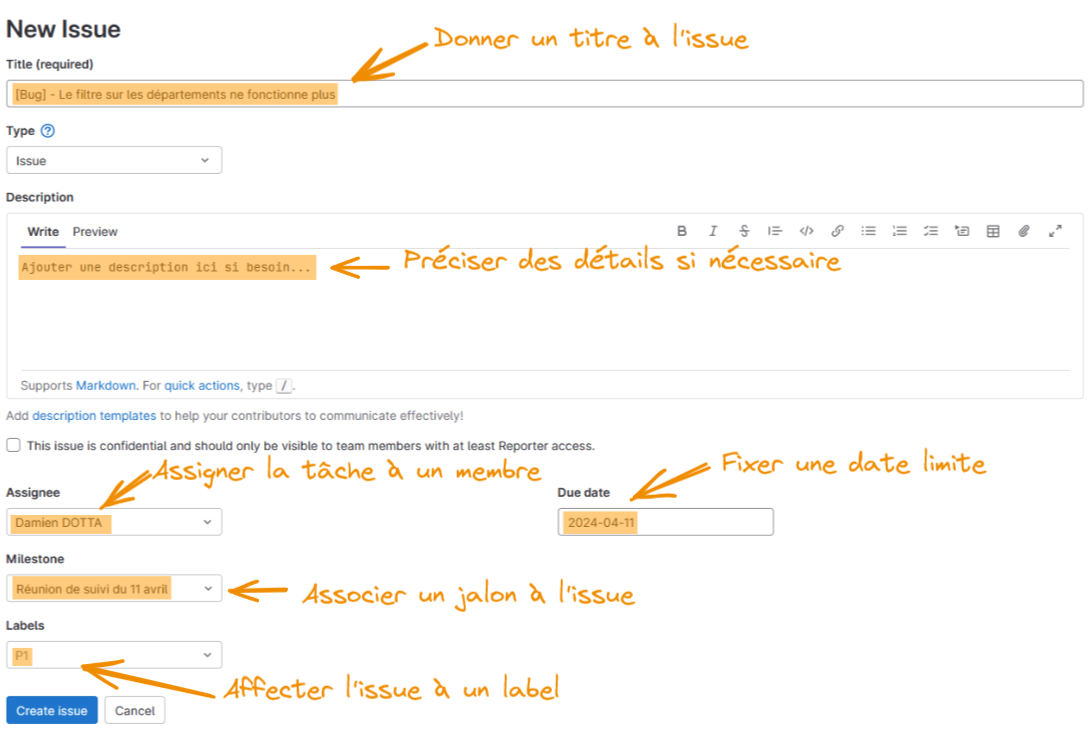 New Issue
Donner un titre à l'issue
Title (required)
[Bug] - Le filtre sur les départements ne fonctionne plus
Type
Issue
Description
Write Preview
Ajouter une description ici si besoin...
Préciser des détails si nécessaire
Supports Markdown. For quick actions, type /.
Add description templates to help your contributors to communicate effectively!
This issue is confidential and should only be visible to team members with at least Reporter access.
Assigner la tâche à un membre
Fixer une date limite
Assignee
Due date
Damien DOTTA
2024-04-11
Milestone
Réunion de suivi du 11 avril
Associer un jalon à l'issue
Labels
P1
Affecter l'issue à un label
Create issue
Cancel